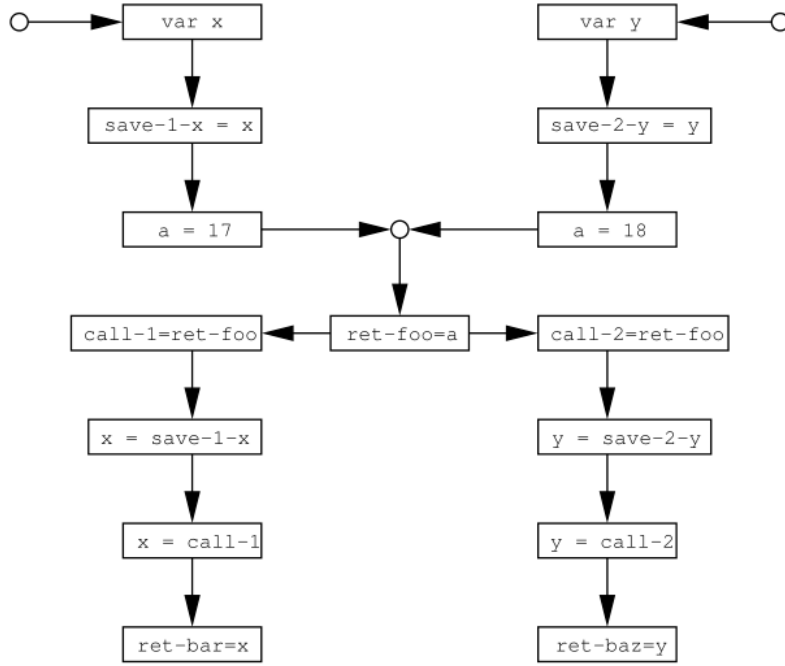 var x
var y
save-1-x = x
save-2-y = y
a = 17
a = 18
call-1=ret-foo
ret-foo=a
call-2=ret-foo
x = save-1-x
y = save-2-y
x = call-1
y = call-2
ret-bar=x
ret-baz=y